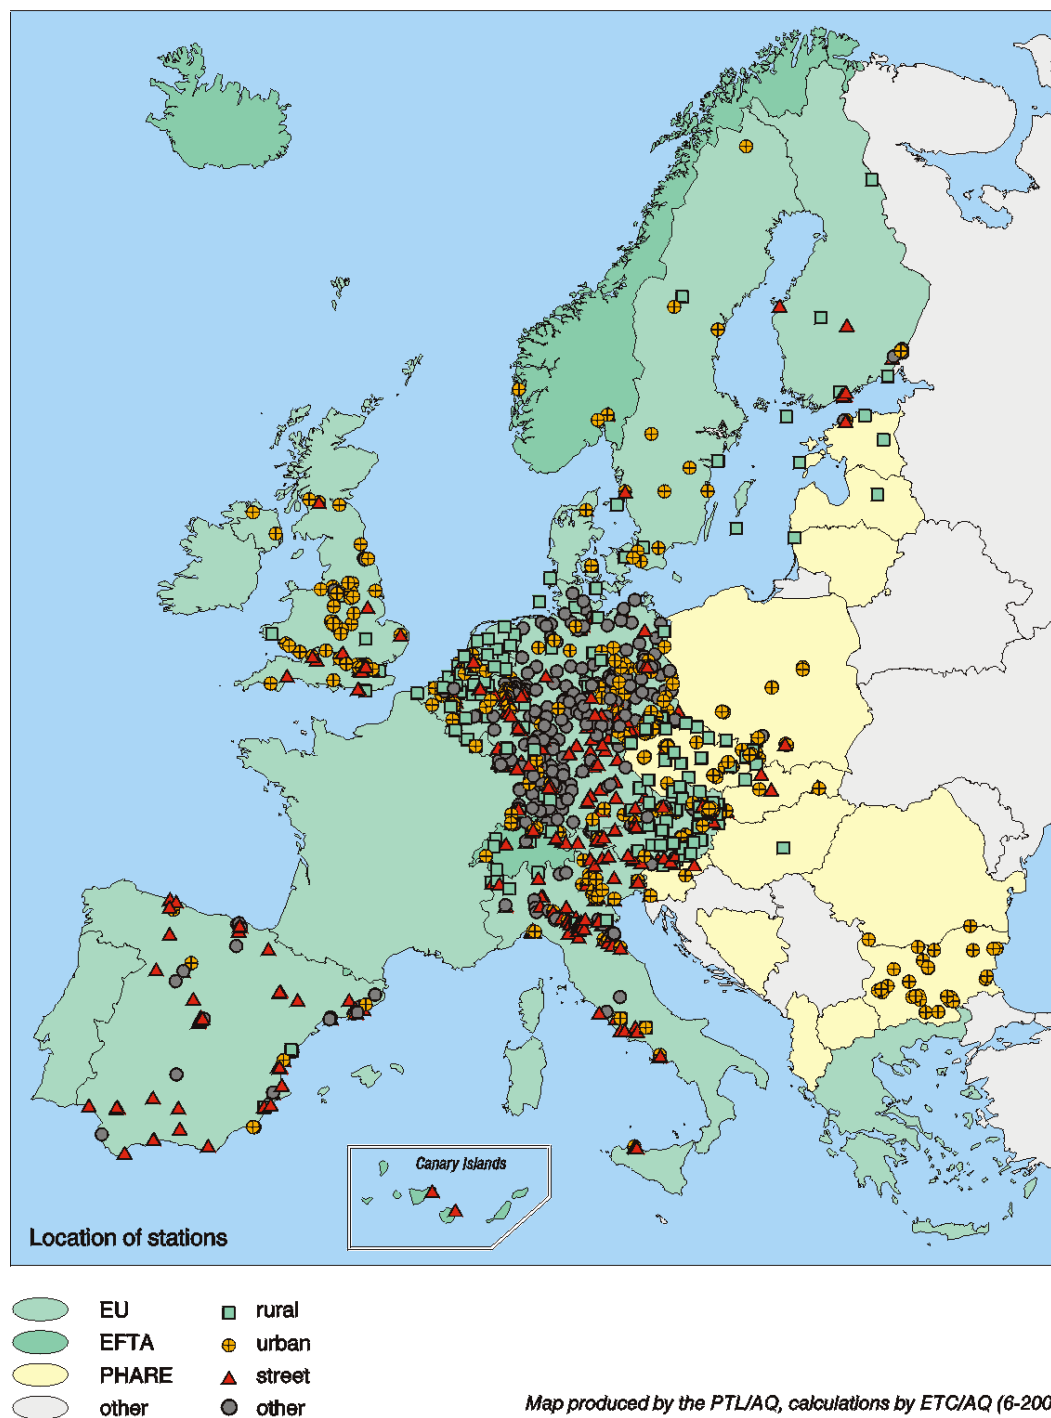 Canary Islands
Location of stations
EU rural
EFTA urban
PHARE street
other other
Map produced by the PTL/AQ, calculations by ETC/AQ (6-200